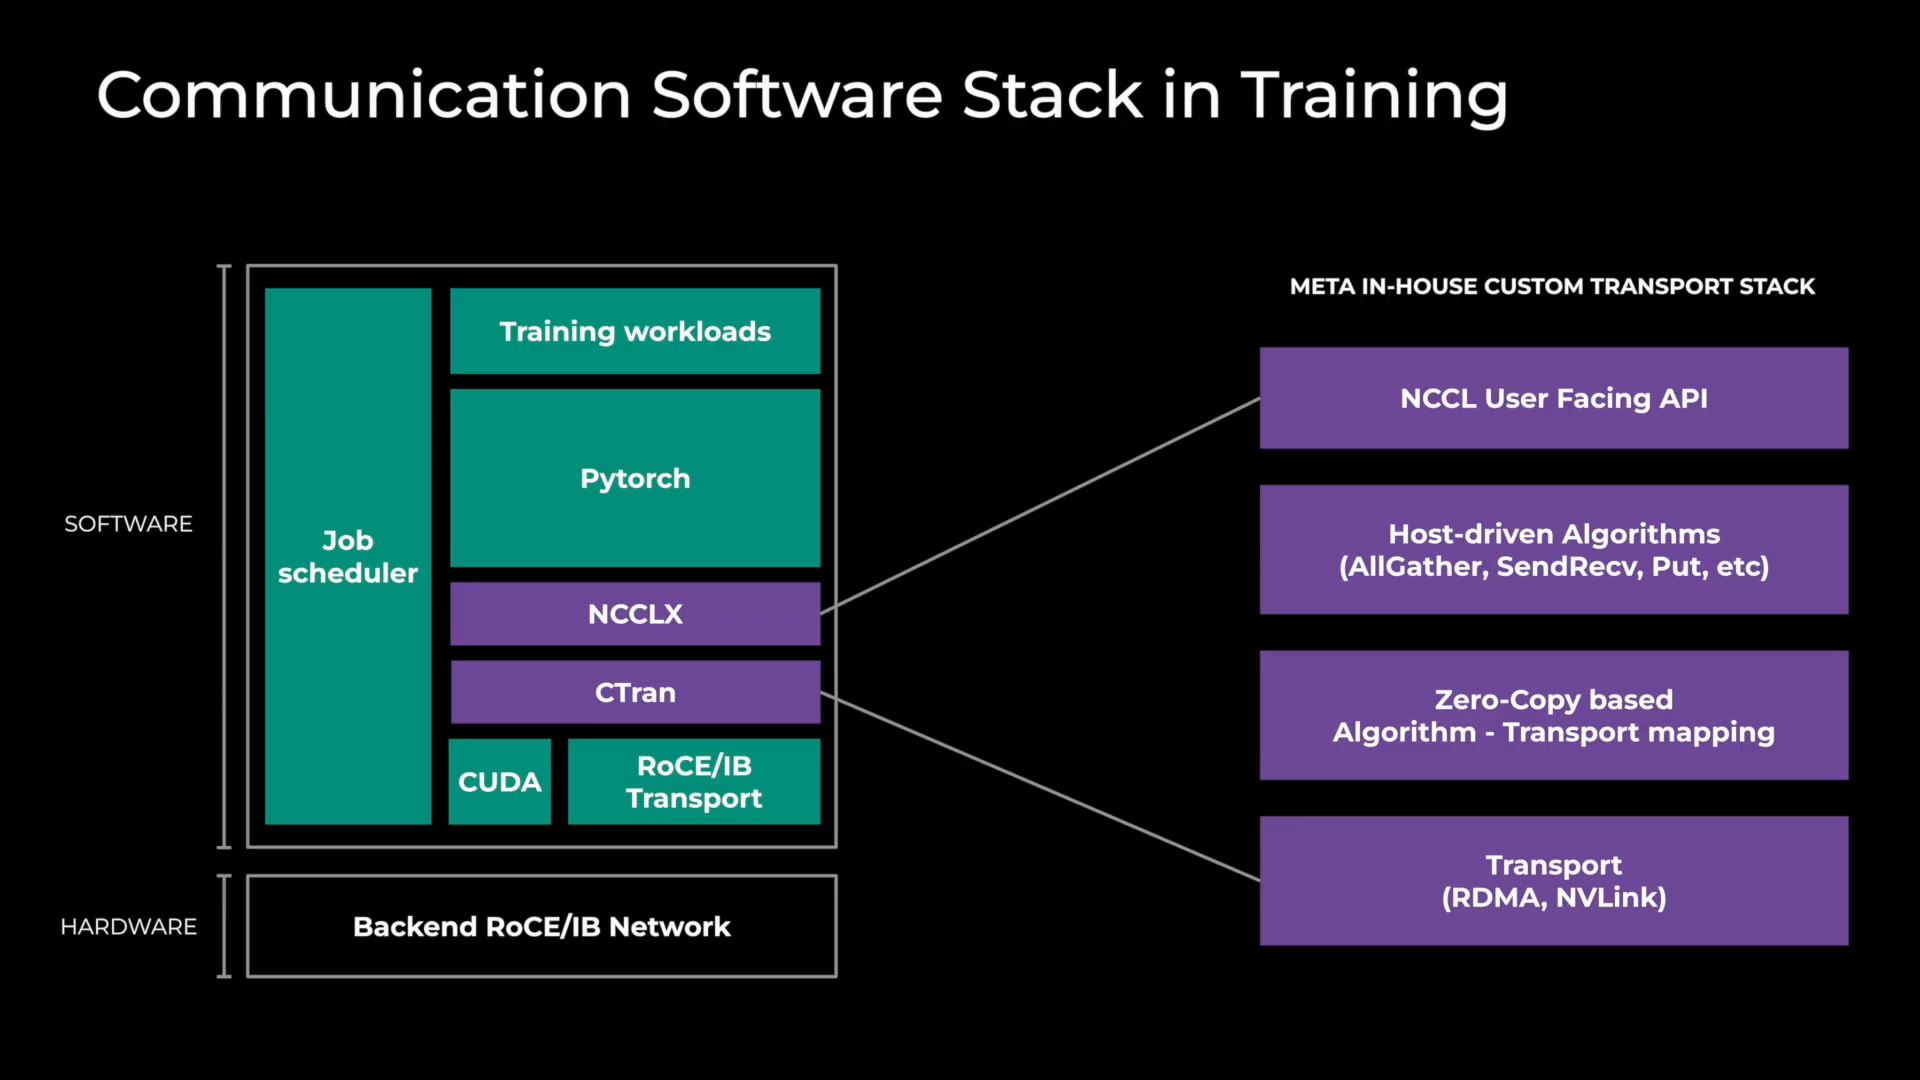 Communication Software Stack in Training
SOFTWARE
Job
scheduler
Training workloads
Pytorch
NCCLX
CTran
CUDA
RoCE/IB
Transport
HARDWARE
Backend RoCE/IB Network
META IN-HOUSE CUSTOM TRANSPORT STACK
NCCL User Facing API
Host-driven Algorithms
(AllGather, SendRecv, Put, etc)
Zero-Copy based
Algorithm - Transport mapping
Transport
(RDMA, NVLink)